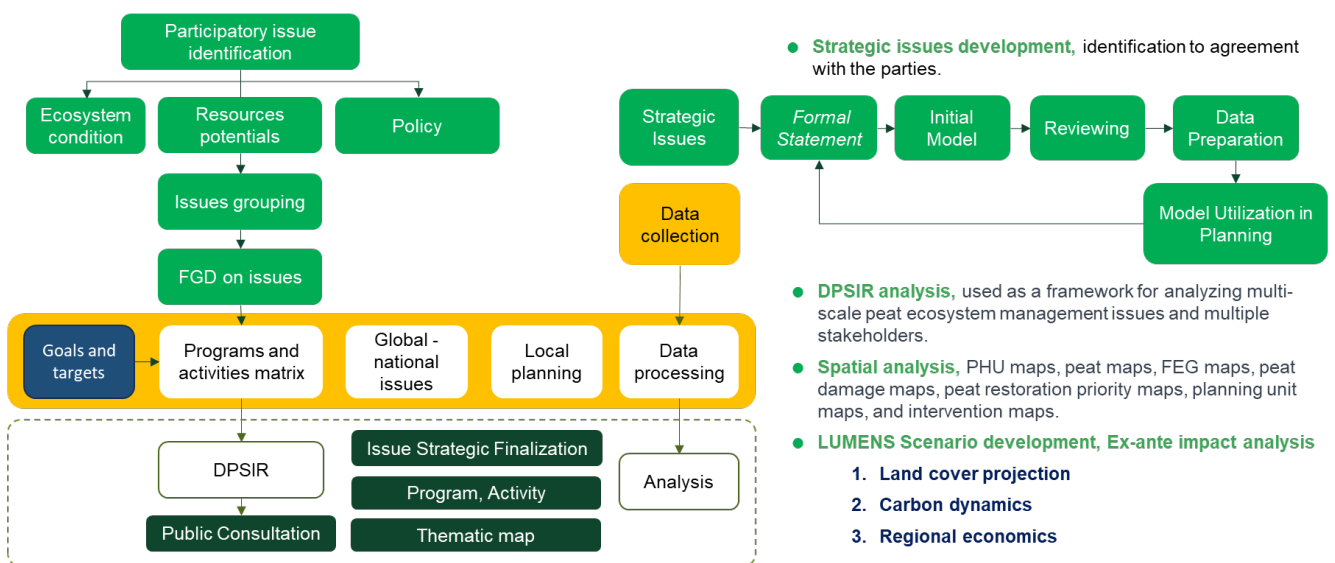 Participatory issue
identification
Ecosystem
condition
Resources
potentials
Policy
Issues grouping
FGD on issues
Goals and
targets
Programs and
activities matrix
Global -
national
issues
Local
planning
Data
processing
DPSIR
Public Consultation
Issue Strategic Finalization
Program, Activity
Thematic map
Analysis
Data
collection
Strategic
Issues
Formal
Statement
Initial
Model
Reviewing
Data
Preparation
Model Utilization in
Planning
● Strategic issues development, identification to agreement
with the parties.
● DPSIR analysis, used as a framework for analyzing multi-
scale peat ecosystem management issues and multiple
stakeholders.
● Spatial analysis, PHU maps, peat maps, FEG maps, peat
damage maps, peat restoration priority maps, planning unit
maps, and intervention maps.
● LUMENS Scenario development, Ex-ante impact analysis
1. Land cover projection
2. Carbon dynamics
3. Regional economics